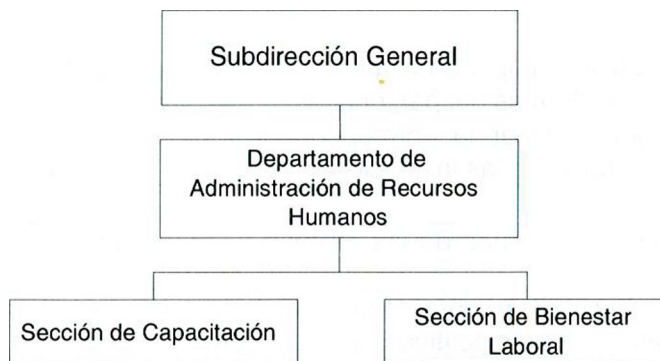 Subdirección General
Departamento de
Administración de Recursos
Humanos
Sección de Capacitación
Sección de Bienestar
Laboral